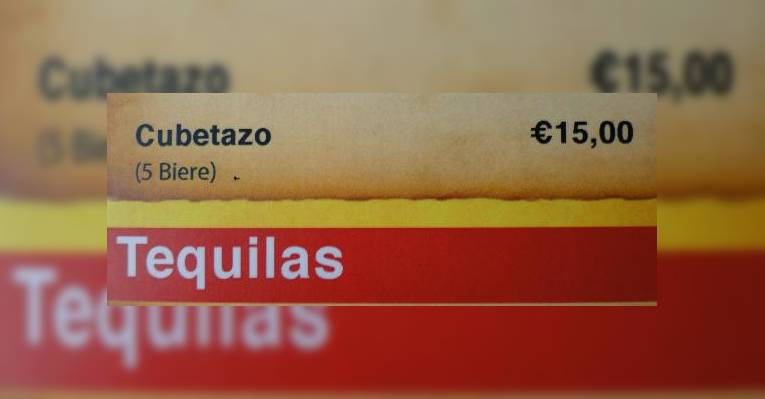 Cubetazo €15,00
(5 Biere)
Tequilas